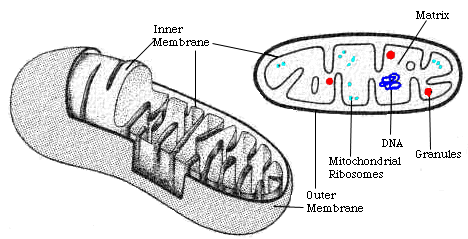 Inner
Membrane
Matrix
DNA
Granules
Mitochondrial
Ribosomes
Outer
Membrane